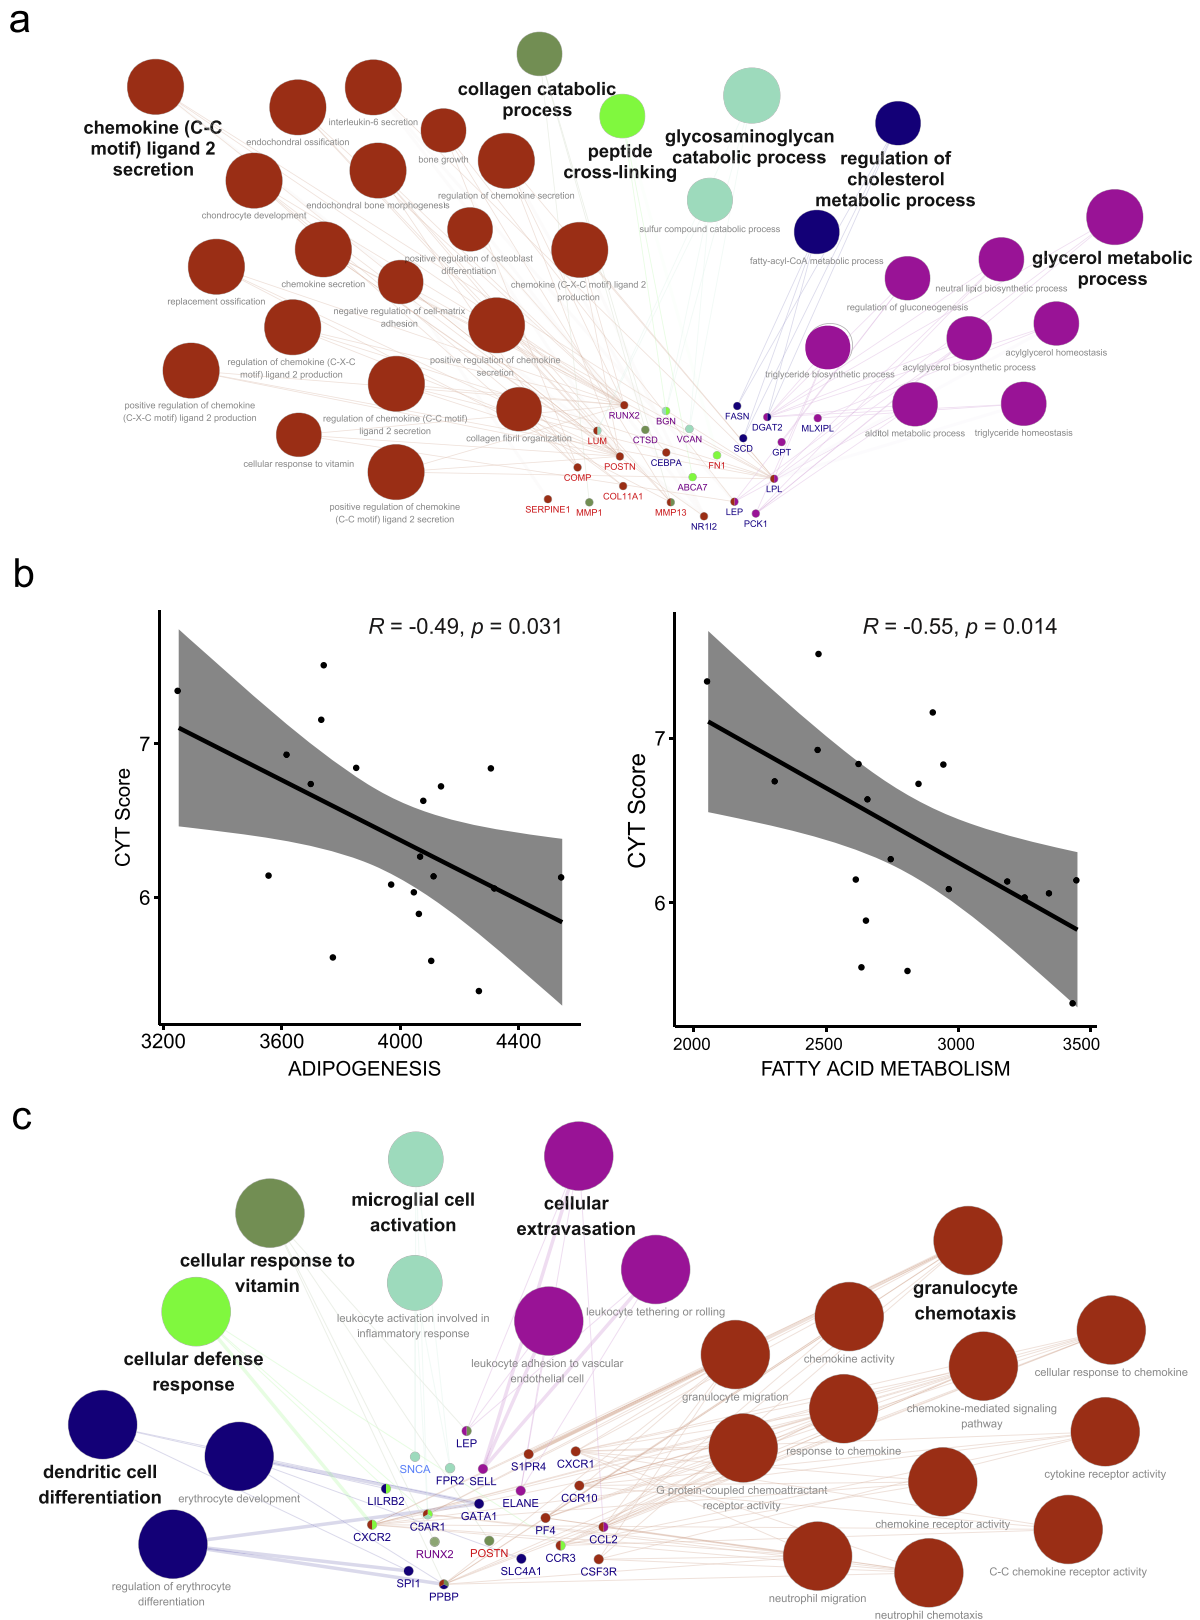 a
chemokine (C-C
motif) ligand 2
secretion
endochondral ossification
interleukin-6 secretion
bone growth
collagen catabolic
process
peptide
cross-linking
glycosaminoglycan
catabolic process
regulation of
cholesterol
metabolic process
glycerol metabolic
process
chondrocyte development
endochondral bone morphogenesis
regulation of chemokine secretion
sulfur compound catabolic process
fatty-acyl-CoA metabolic process
neutral lipid biosynthetic process
regulation of gluconeogenesis
replacement ossification
chemokine secretion
positive regulation of osteoblast
differentiation
chemokine (C-X-C motif) ligand 2
production
negative regulation of cell-matrix
adhesion
regulation of chemokine (C-X-C
motif) ligand 2 production
positive regulation of chemokine
secretion
triglyceride biosynthetic process
acylglycerol biosynthetic process
acylglycerol homeostasis
positive regulation of chemokine
(C-X-C motif) ligand 2 production
regulation of chemokine (C-C motif)
ligand 2 secretion
collagen fibril organization
alditol metabolic process
triglyceride homeostasis
cellular response to vitamin
positive regulation of chemokine
(C-C motif) ligand 2 secretion
RUNX2
BGN
FASN
DGAT2
MLXIPL
LUM
CTSD
VCAN
SCD
GPT
POSTN
CEBPA
FN1
COMP
ABCA7
LPL
COL11A1
SERPINE1
MMP1
MMP13
LEP
NR1I2
PCK1
b
R = -0.49, p = 0.031
CYT Score
7
6
3200
3600
4000
4400
ADIPOGENESIS
R = -0.55, p = 0.014
CYT Score
7
6
2000
2500
3000
3500
FATTY ACID METABOLISM
c
microglial cell
activation
cellular
extravasation
cellular response to
vitamin
granulocyte
chemotaxis
cellular defense
response
leukocyte activation involved in
inflammatory response
leukocyte tethering or rolling
leukocyte adhesion to vascular
endothelial cell
chemokine activity
cellular response to chemokine
granulocyte migration
chemokine-mediated signaling
pathway
dendritic cell
differentiation
erythrocyte development
response to chemokine
cytokine receptor activity
G protein-coupled chemoattractant
receptor activity
chemokine receptor activity
regulation of erythrocyte
differentiation
neutrophil migration
neutrophil chemotaxis
C-C chemokine receptor activity
LEP
SNCA
FPR2
SELL
S1PR4
CXCR1
LILRB2
GATA1
ELANE
CCR10
CXCR2
C5AR1
PF4
CCL2
RUNX2
POSTN
CCR3
SLC4A1
CSF3R
SPI1
PPBP